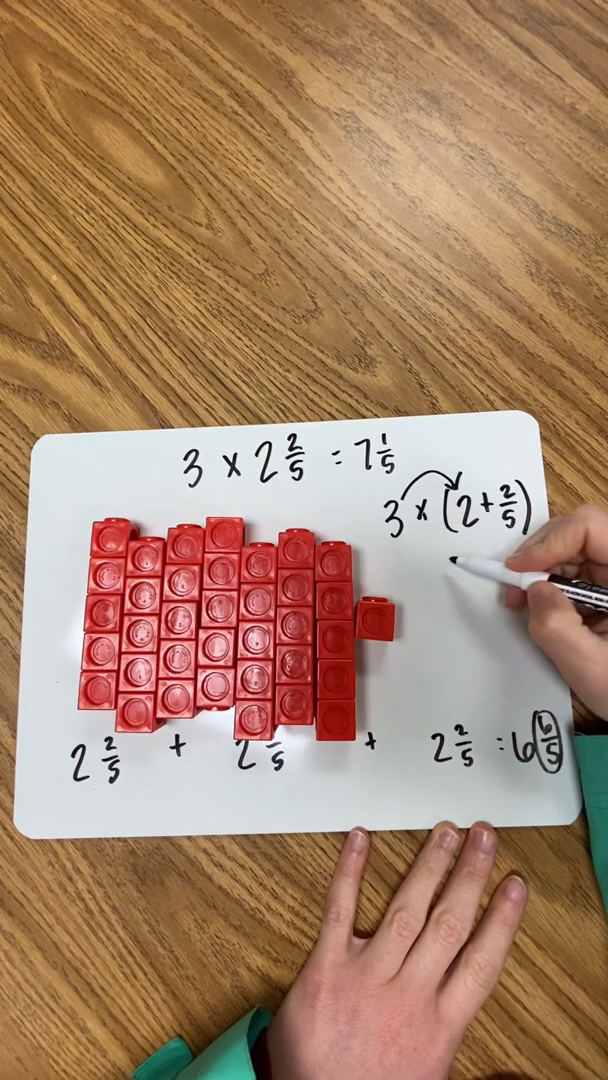 3 x 2 2/5 = 7 1/5
3 x (2 + 2/5)
2 2/5 + 2 2/5 + 2 2/5 = 6 6/5